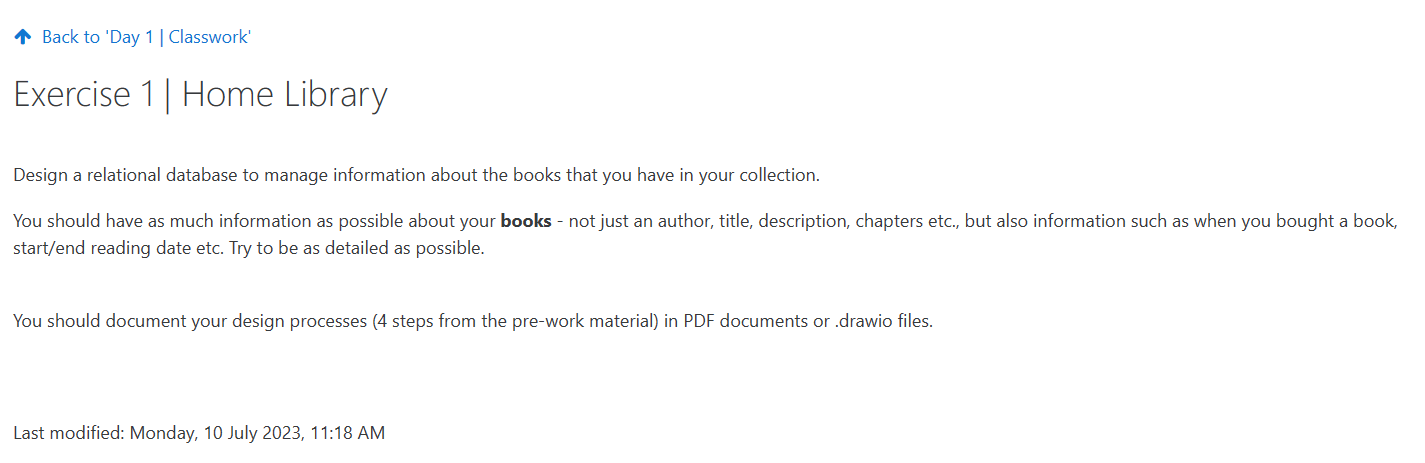 Back to 'Day 1 | Classwork'
Exercise 1 | Home Library
Design a relational database to manage information about the books that you have in your collection.
You should have as much information as possible about your books - not just an author, title, description, chapters etc., but also information such as when you bought a book,
start/end reading date etc. Try to be as detailed as possible.
You should document your design processes (4 steps from the pre-work material) in PDF documents or .drawio files.
Last modified: Monday, 10 July 2023, 11:18 AM